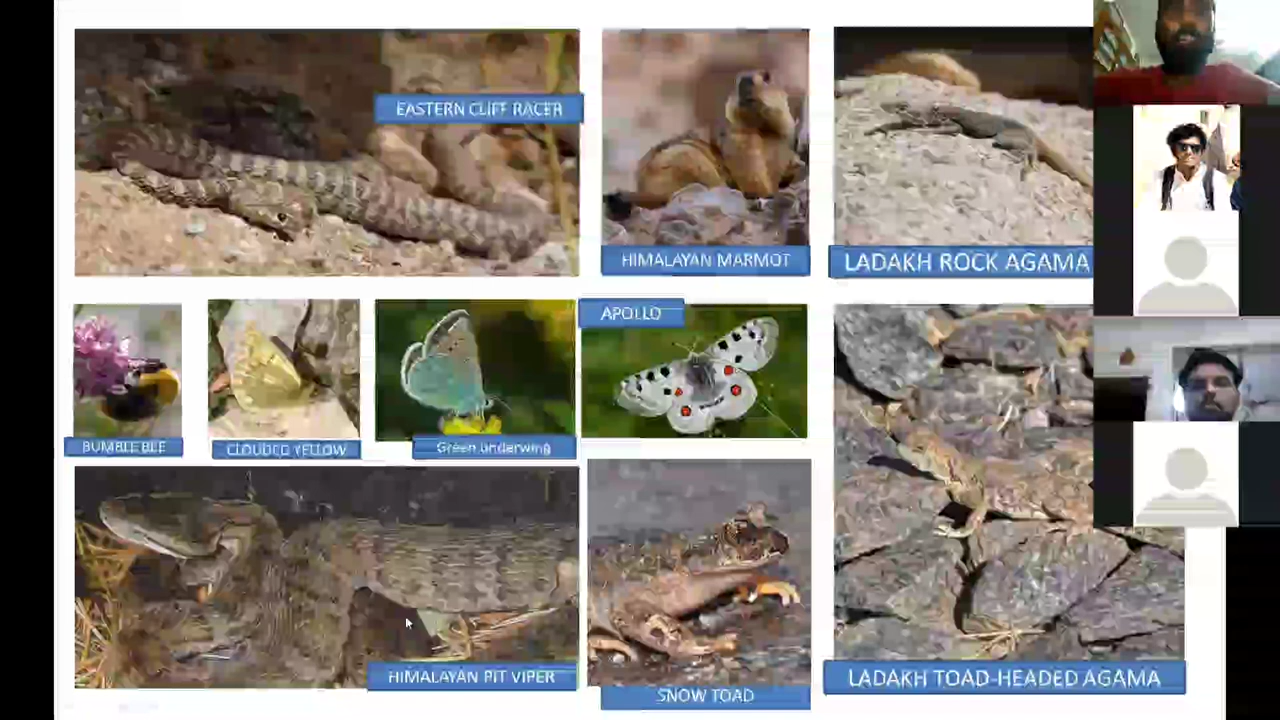 EASTERN CLIFF RACER
HIMALAYAN MARMOT
LADAKH ROCK AGAMA
APOLLO
BUMBLE BLE
CLOUDED YELLOW
Green underwing
HIMALAYAN PIT VIPER
SNOW TOAD
LADAKH TOAD-HEADED AGAMA